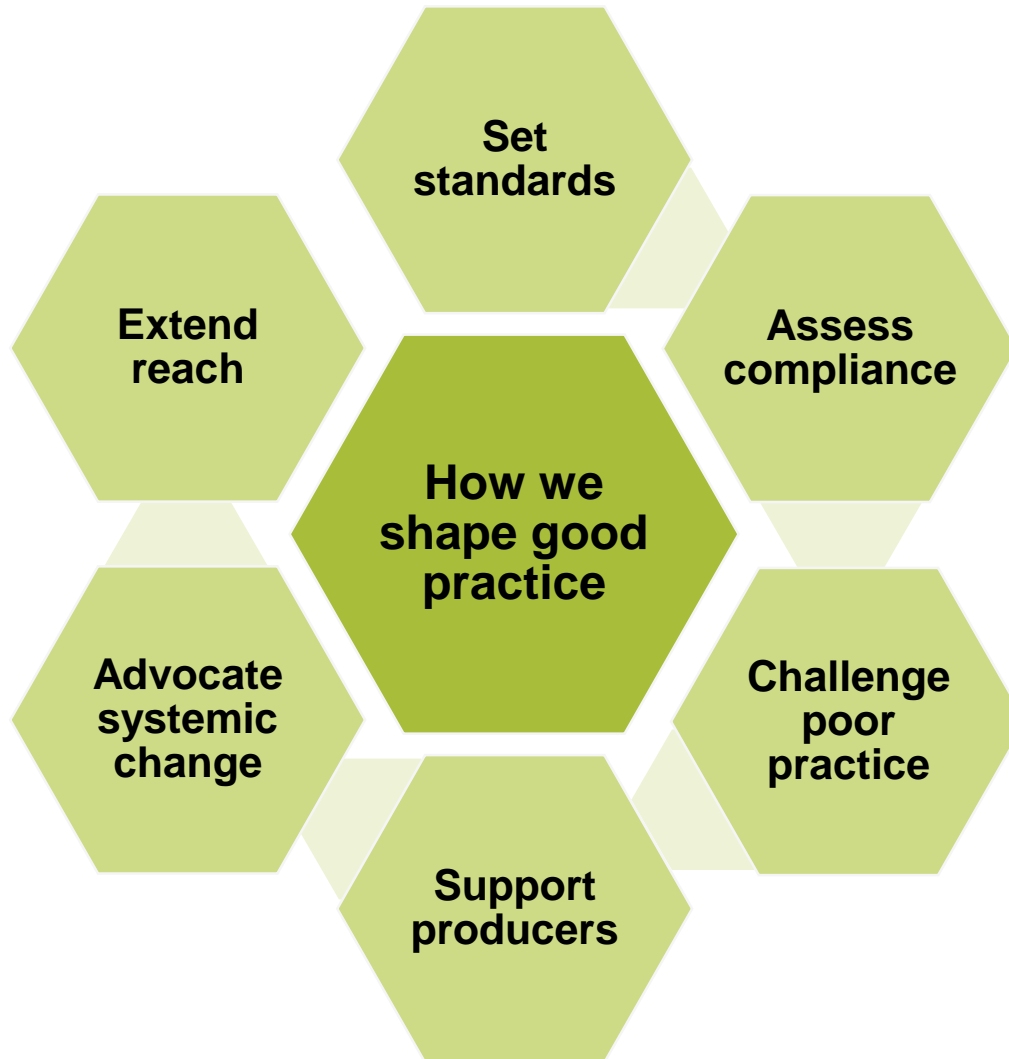 Set
standards
Assess
compliance
Challenge
poor
practice
Support
producers
Advocate
systemic
change
Extend
reach
How we
shape good
practice